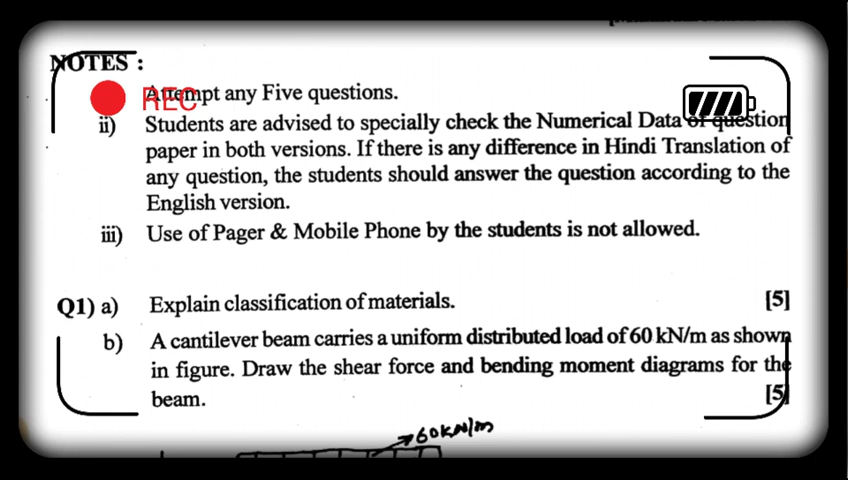 NOTES :
REC
Attempt any Five questions.
ii) Students are advised to specially check the Numerical Data of question
paper in both versions. If there is any difference in Hindi Translation of
any question, the students should answer the question according to the
English version.
iii) Use of Pager & Mobile Phone by the students is not allowed.
Q1) a) Explain classification of materials. [5]
b) A cantilever beam carries a uniform distributed load of 60 kN/m as shown
in figure. Draw the shear force and bending moment diagrams for the
beam. [5]
60kN/m